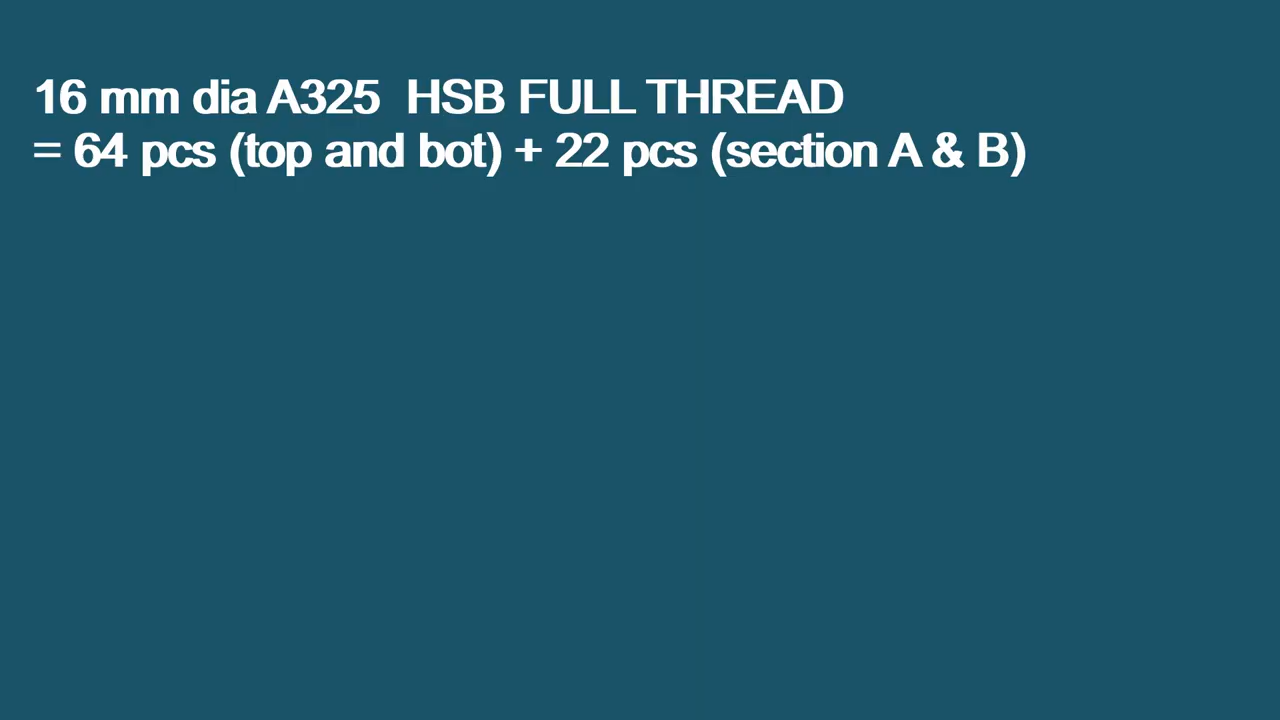 16 mm dia A325 HSB FULL THREAD
= 64 pcs (top and bot) + 22 pcs (section A & B)